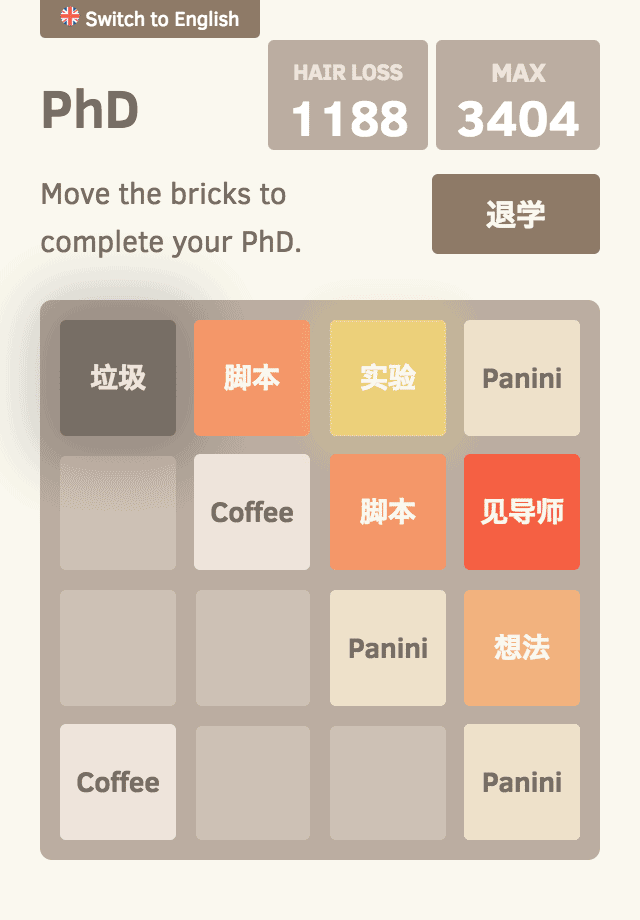 Switch to English
PhD
HAIR LOSS
1188
MAX
3404
Move the bricks to
complete your PhD.
退学
垃圾 脚本 实验 Panini
Coffee 脚本 见导师
Panini 想法
Coffee Panini